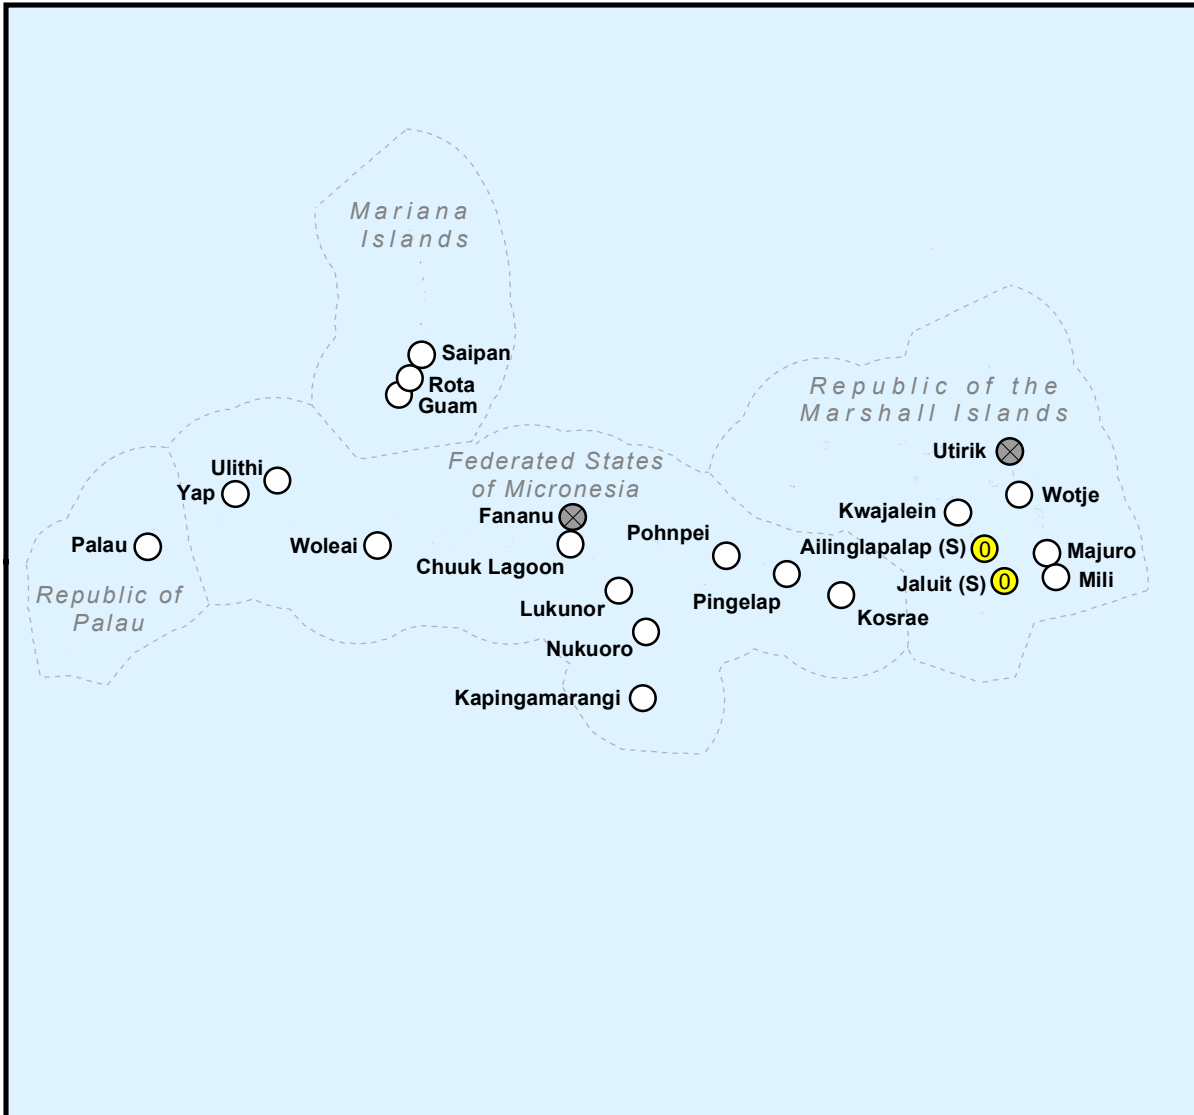 Mariana
Islands
Saipan
Rota
Guam
Republic of the
Marshall Islands
Utirik
Ulithi
Yap
Federated States
of Micronesia
Fananu
Wotje
Kwajalein
Palau
Woleai
Chuuk Lagoon
Pohnpei
Ailinglapalap (S)
0
Majuro
Republic of
Palau
Lukunor
Pingelap
Jaluit (S)
0
Mili
Kosrae
Nukuoro
Kapingamarangi